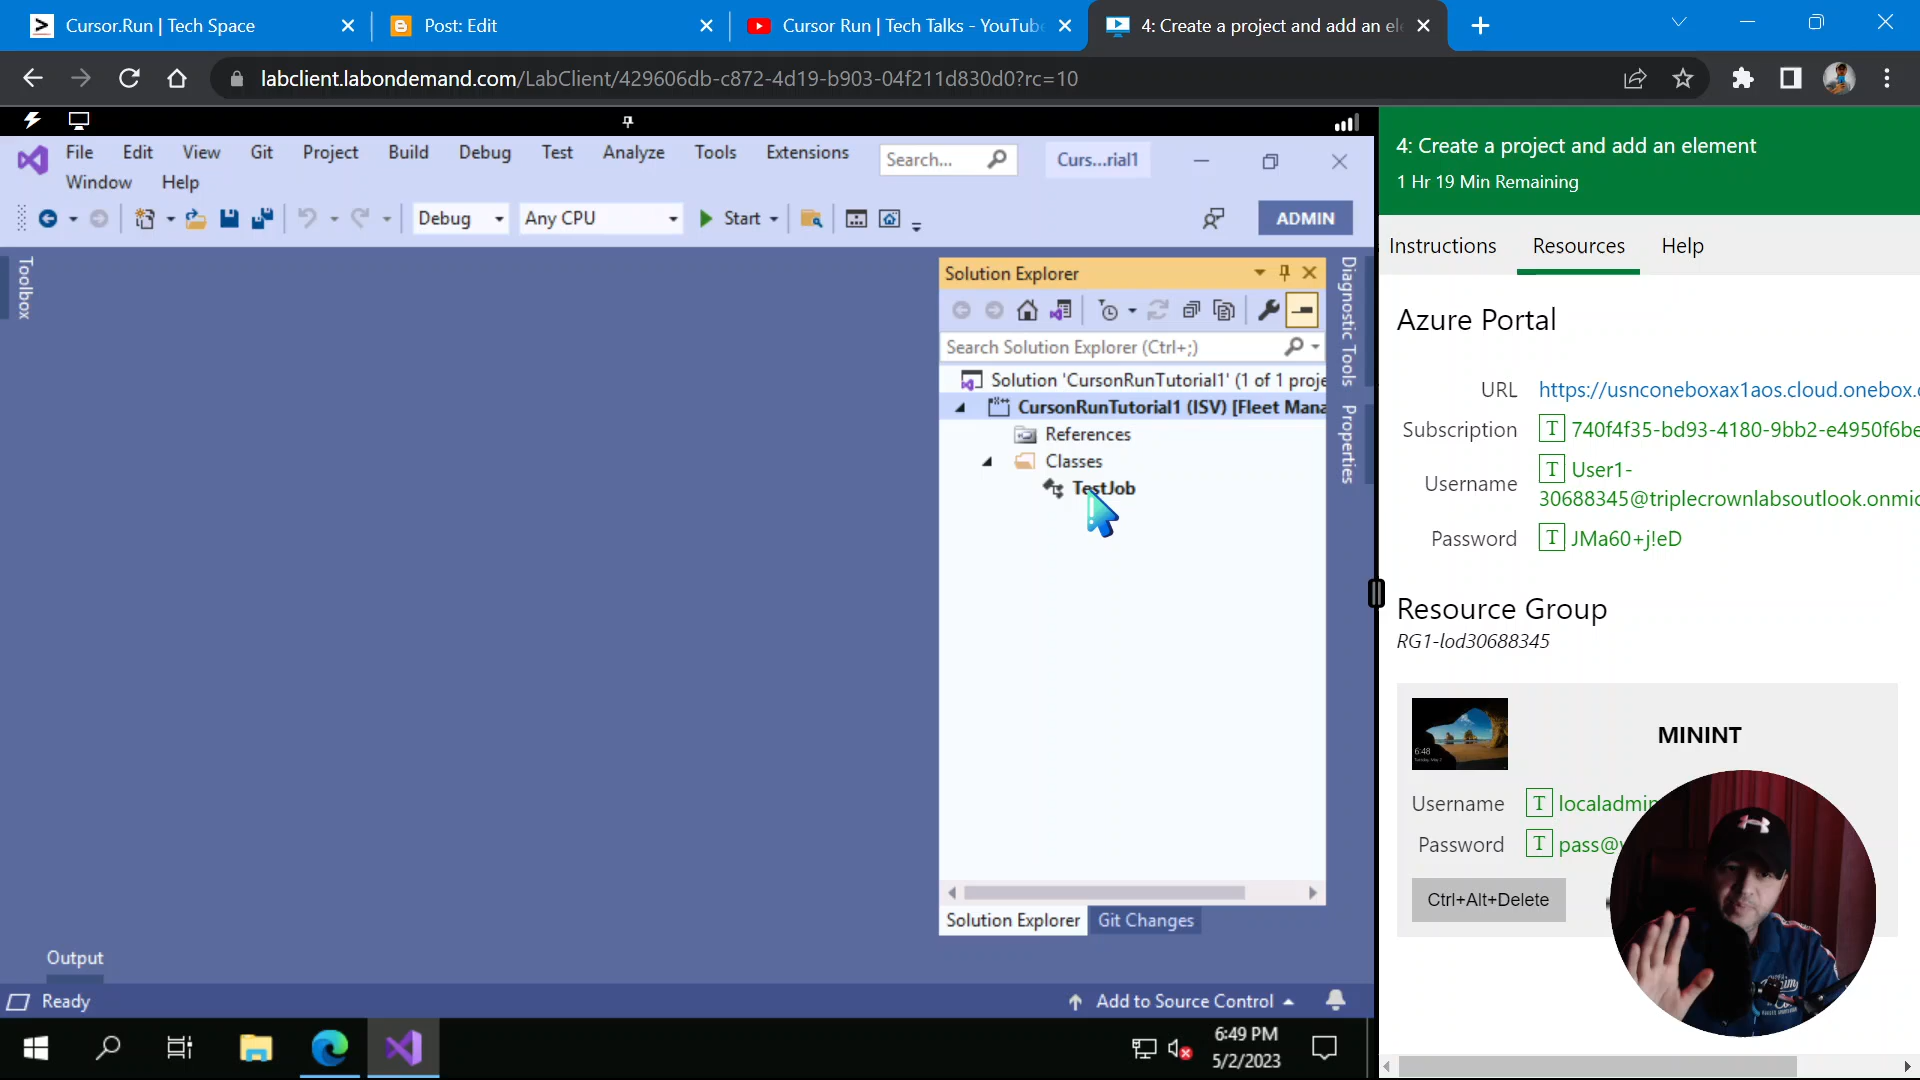 Cursor.Run | Tech Space
Post: Edit
Cursor Run | Tech Talks - YouTube
4: Create a project and add an el
labclient.labondemand.com/LabClient/429606db-c872-4d19-b903-04f211d830d0?rc=10
File Edit View Git Project Build Debug Test Analyze Tools Extensions
Window Help
Search...
Curs...rial1
Debug
Any CPU
Start
ADMIN
Toolbox
Solution Explorer
Search Solution Explorer (Ctrl+;)
Solution 'CursonRunTutorial1' (1 of 1 proje
CursonRunTutorial1 (ISV) [Fleet Mana
References
Classes
TestJob
Solution Explorer
Git Changes
Diagnostic Tools
Properties
Output
Ready
Add to Source Control
6:49 PM
5/2/2023
4: Create a project and add an element
1 Hr 19 Min Remaining
Instructions Resources Help
Azure Portal
URL https://usnconeboxax1aos.cloud.onebox.
Subscription T 740f4f35-bd93-4180-9bb2-e4950f6be
Username T User1-
30688345@triplecrownlabsoutlook.onmic
Password T JMa60+j!eD
Resource Group
RG1-lod30688345
6:48
MININT
Username T localadmin
Password T pass@
Ctrl+Alt+Delete